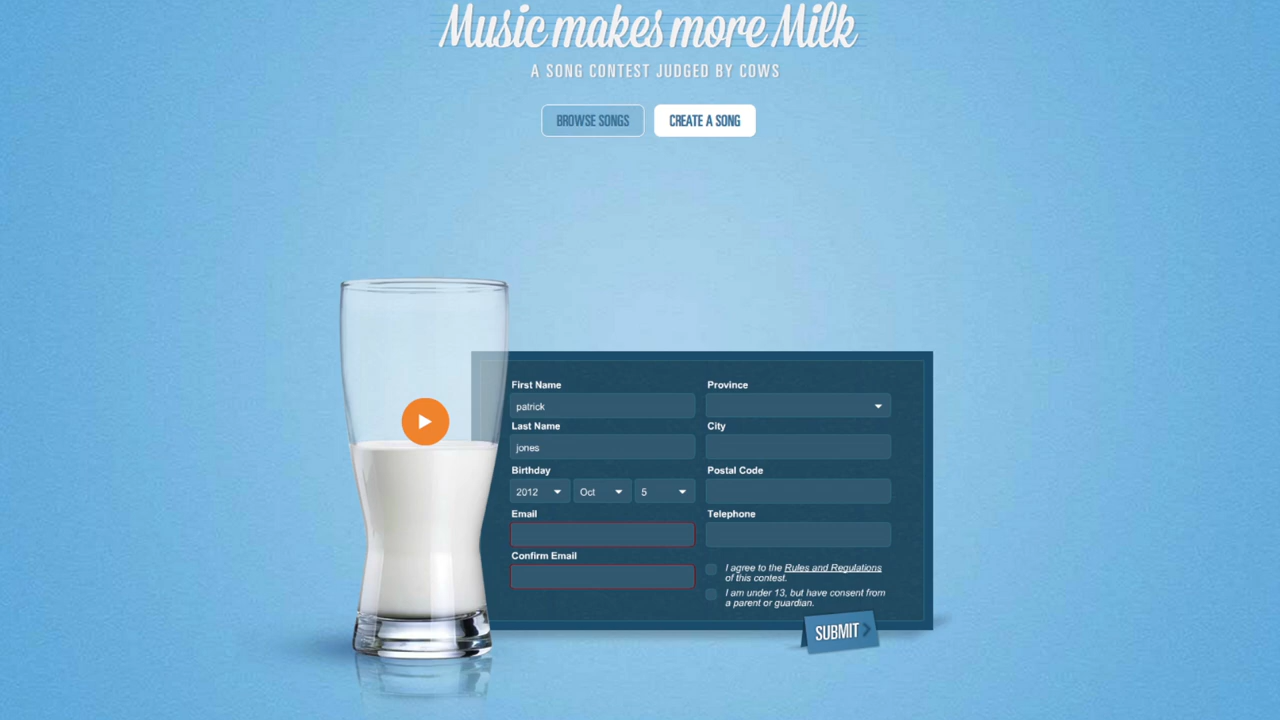 Music makes more Milk
A SONG CONTEST JUDGED BY COWS
BROWSE SONGS
CREATE A SONG
First Name
patrick
Last Name
jones
Birthday
2012 Oct 5
Email
Confirm Email
Province
City
Postal Code
Telephone
I agree to the Rules and Regulations
of this contest.
I am under 13, but have consent from
a parent or guardian.
SUBMIT